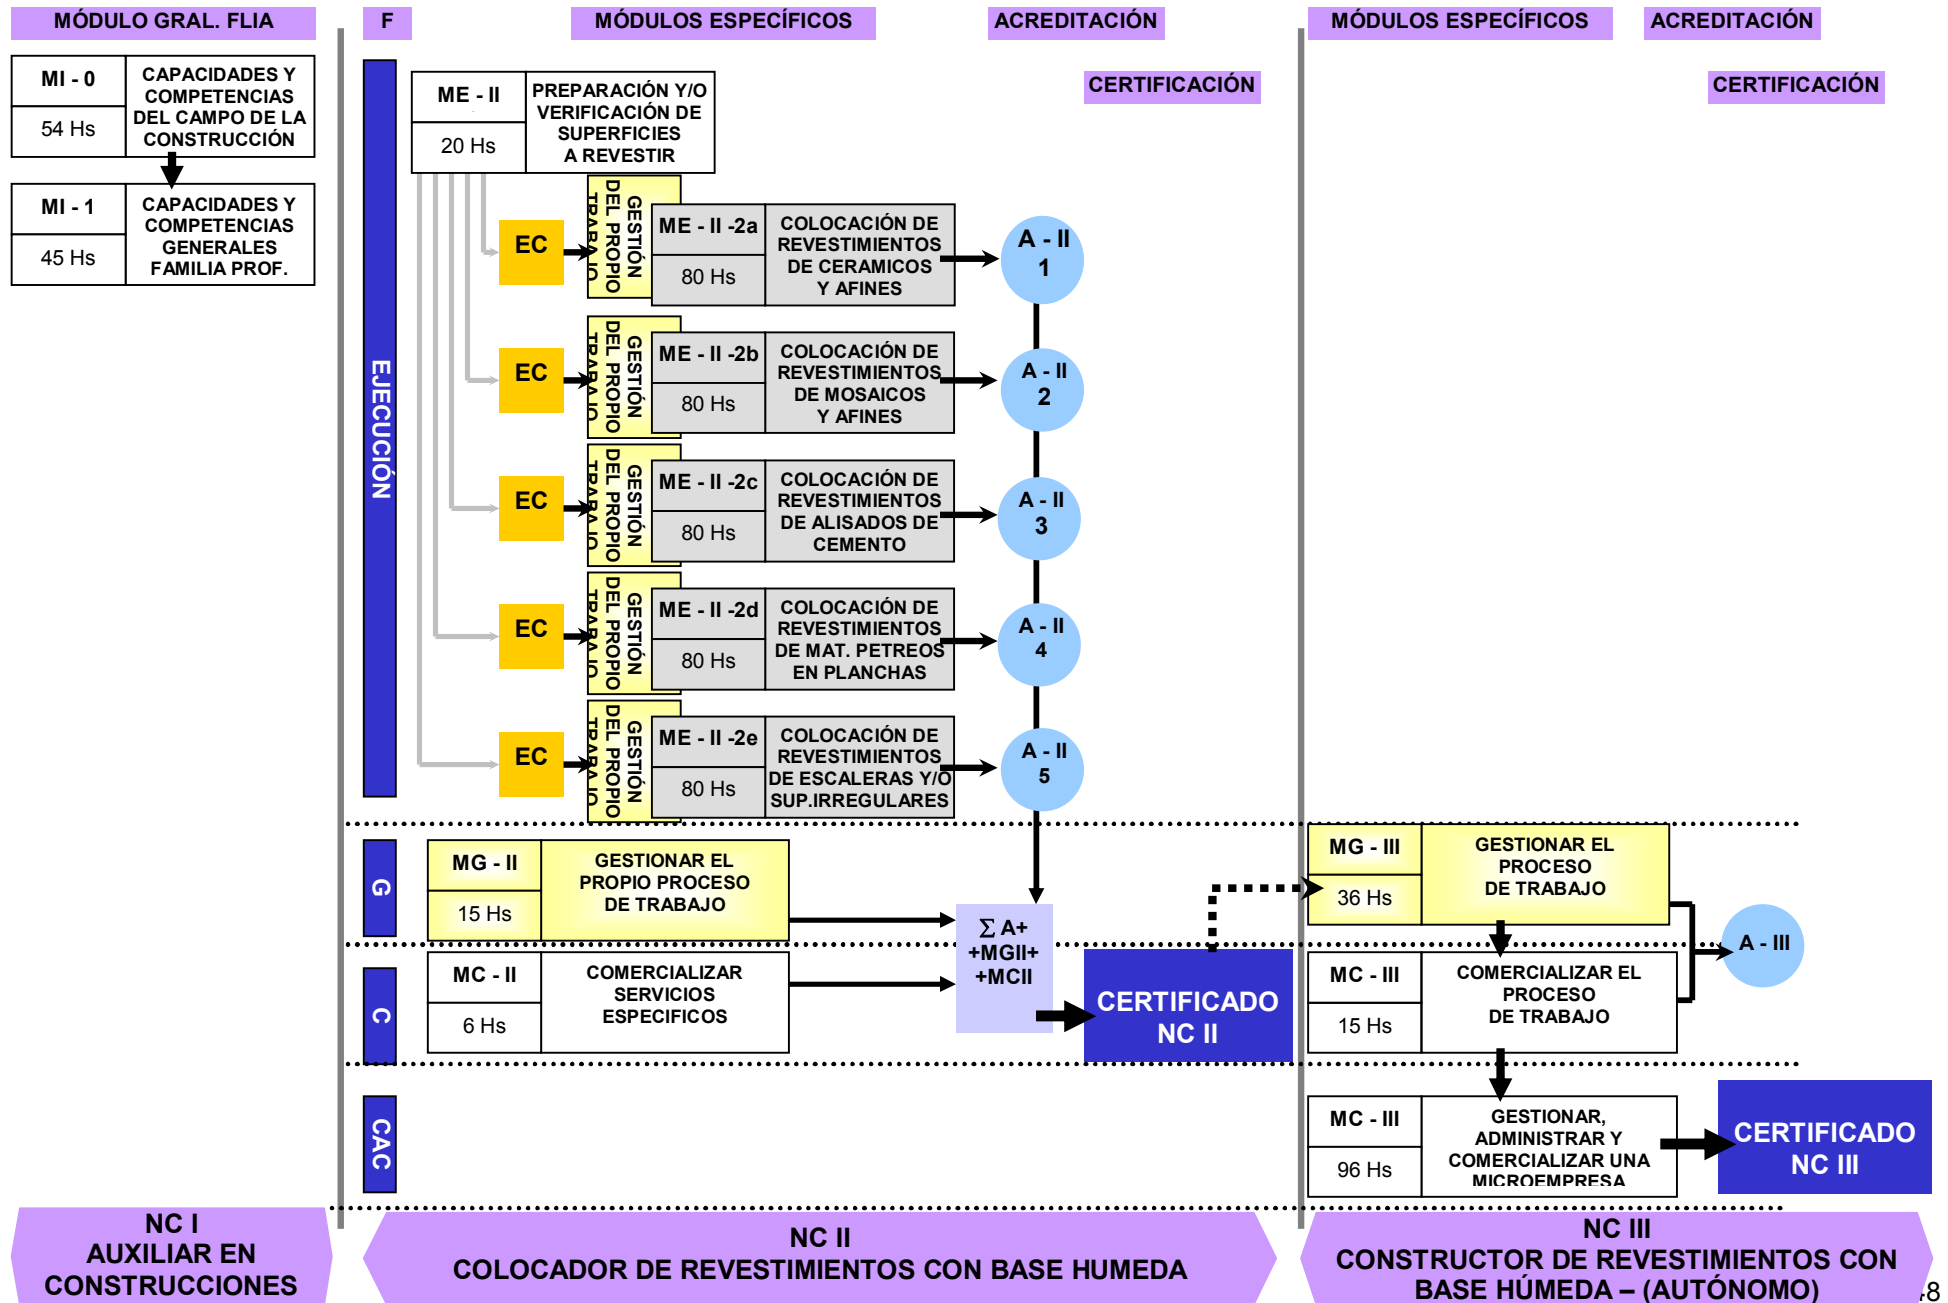 MÓDULO GRAL. FLIA
F
MÓDULOS ESPECÍFICOS
ACREDITACIÓN
MÓDULOS ESPECÍFICOS
ACREDITACIÓN
CERTIFICACIÓN
CERTIFICACIÓN
MI - 0
54 Hs
CAPACIDADES Y
COMPETENCIAS
DEL CAMPO DE LA
CONSTRUCCIÓN
MI - 1
45 Hs
CAPACIDADES Y
COMPETENCIAS
GENERALES
FAMILIA PROF.
EJECUCIÓN
ME - II
20 Hs
PREPARACIÓN Y/O
VERIFICACIÓN DE
SUPERFICIES
A REVESTIR
EC
GESTIÓN
DEL PROPIO
TRABAJO
ME - II -2a
80 Hs
COLOCACIÓN DE
REVESTIMIENTOS
DE CERAMICOS
Y AFINES
A - II
1
EC
GESTIÓN
DEL PROPIO
TRABAJO
ME - II -2b
80 Hs
COLOCACIÓN DE
REVESTIMIENTOS
DE MOSAICOS
Y AFINES
A - II
2
EC
GESTIÓN
DEL PROPIO
TRABAJO
ME - II -2c
80 Hs
COLOCACIÓN DE
REVESTIMIENTOS
DE ALISADOS DE
CEMENTO
A - II
3
EC
GESTIÓN
DEL PROPIO
TRABAJO
ME - II -2d
80 Hs
COLOCACIÓN DE
REVESTIMIENTOS
DE MAT. PETREOS
EN PLANCHAS
A - II
4
EC
GESTIÓN
DEL PROPIO
TRABAJO
ME - II -2e
80 Hs
COLOCACIÓN DE
REVESTIMIENTOS
DE ESCALERAS Y/O
SUP.IRREGULARES
A - II
5
G
MG - II
15 Hs
GESTIONAR EL
PROPIO PROCESO
DE TRABAJO
C
MC - II
6 Hs
COMERCIALIZAR
SERVICIOS
ESPECIFICOS
Σ A+
+MGII+
+MCII
CERTIFICADO
NC II
MG - III
36 Hs
GESTIONAR EL
PROCESO
DE TRABAJO
MC - III
15 Hs
COMERCIALIZAR EL
PROCESO
DE TRABAJO
A - III
CAC
MC - III
96 Hs
GESTIONAR,
ADMINISTRAR Y
COMERCIALIZAR UNA
MICROEMPRESA
CERTIFICADO
NC III
NC I
AUXILIAR EN
CONSTRUCCIONES
NC II
COLOCADOR DE REVESTIMIENTOS CON BASE HUMEDA
NC III
CONSTRUCTOR DE REVESTIMIENTOS CON
BASE HÚMEDA – (AUTÓNOMO)
48